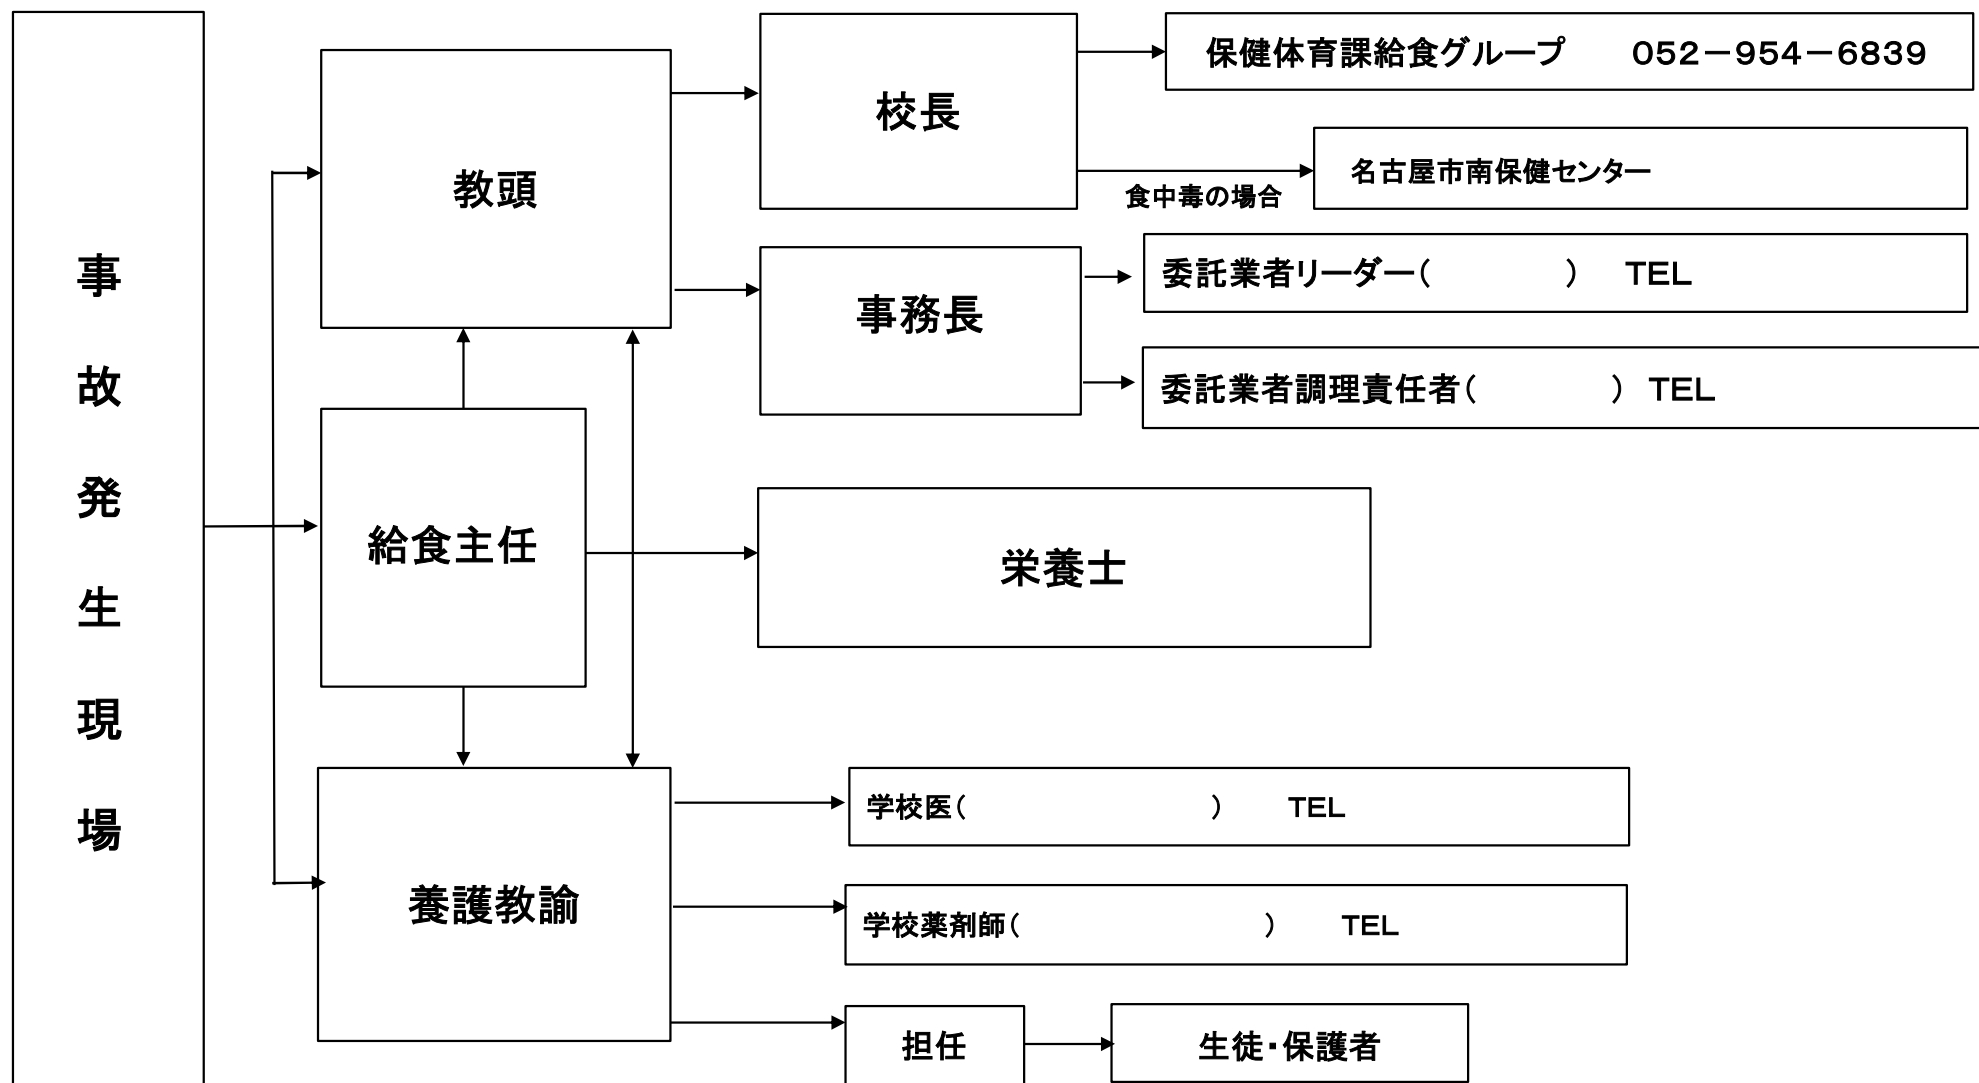 事故発生現場
教頭
校長
保健体育課給食グループ　　052－954－6839
名古屋市南保健センター
食中毒の場合
事務長
委託業者リーダー（　　　　）　TEL
委託業者調理責任者（　　　　）　TEL
給食主任
栄養士
養護教諭
学校医（　　　　　　　　）　　TEL
学校薬剤師（　　　　　　　　）　　TEL
担任
生徒・保護者